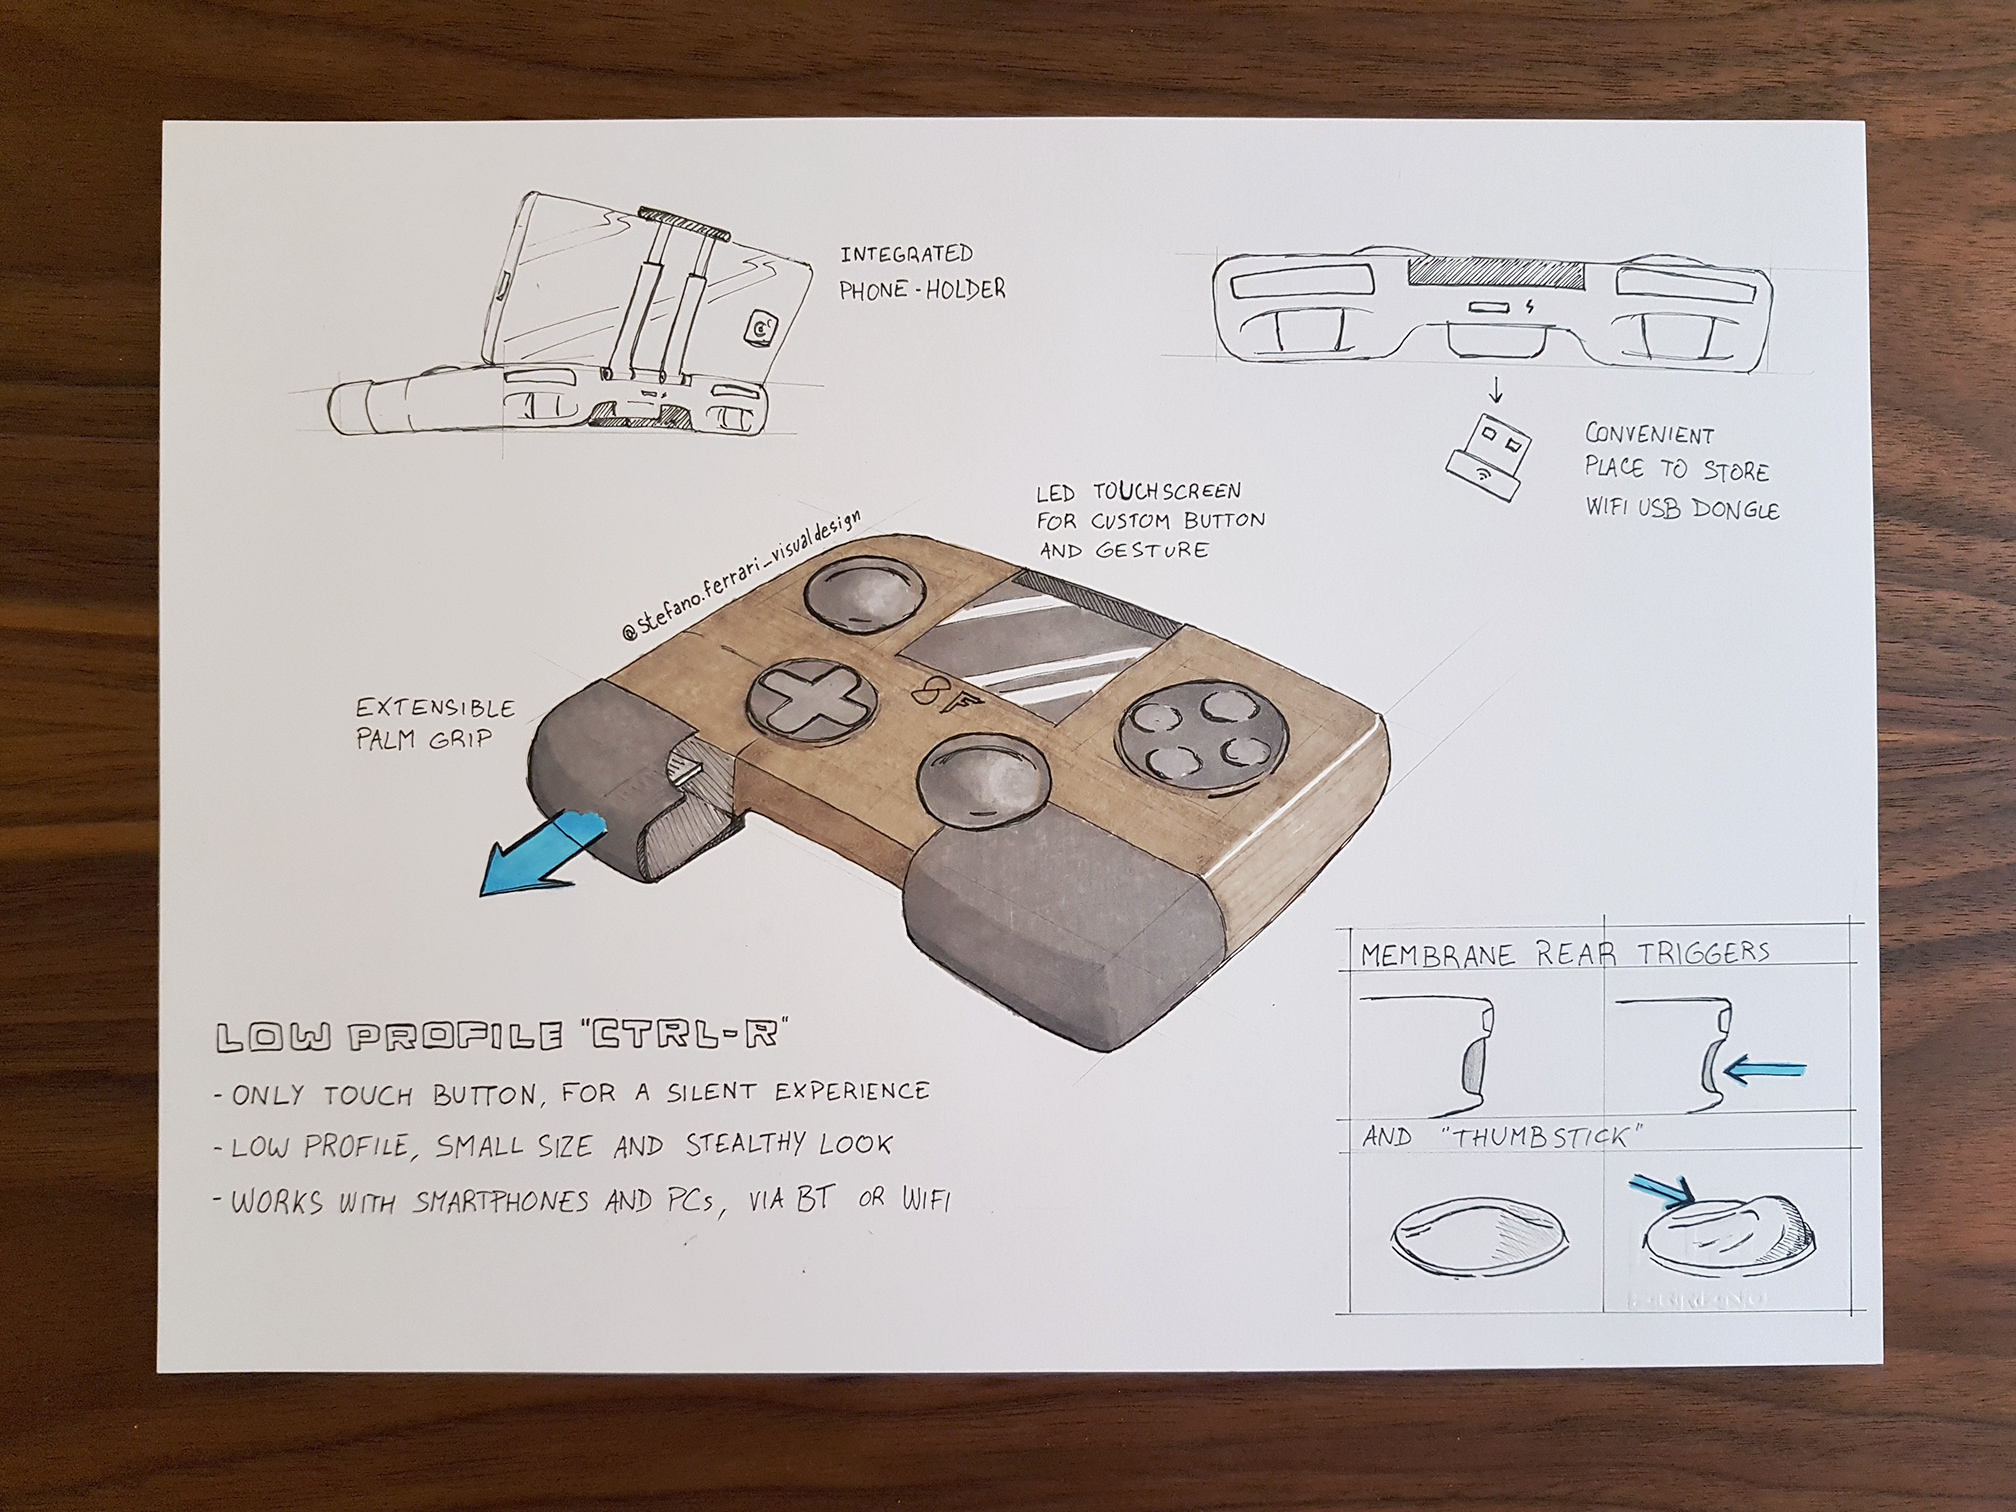 INTEGRATED
PHONE-HOLDER
CONVENIENT
PLACE TO STORE
WIFI USB DONGLE
LED TOUCHSCREEN
FOR CUSTOM BUTTON
AND GESTURE
@stefano.ferrari_visualdesign
SF
EXTENSIBLE
PALM GRIP
LOW PROFILE "CTRL-R"
- ONLY TOUCH BUTTON, FOR A SILENT EXPERIENCE
- LOW PROFILE, SMALL SIZE AND STEALTHY LOOK
- WORKS WITH SMARTPHONES AND PCs, VIA BT OR WIFI
MEMBRANE REAR TRIGGERS
AND "THUMBSTICK"